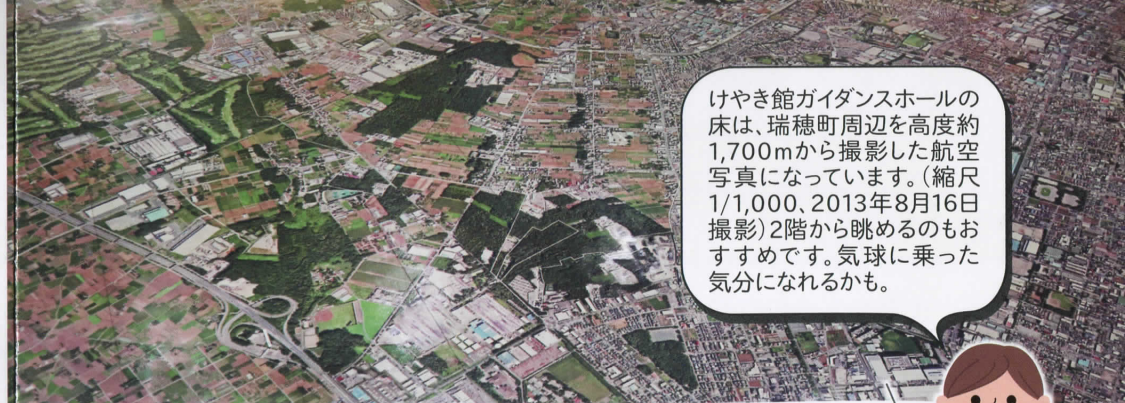 けやき館ガイダンスホールの
床は、瑞穂町周辺を高度約
1,700mから撮影した航空
写真になっています。(縮尺
1/1,000、2013年8月16日
撮影)2階から眺めるのもお
すすめです。気球に乗った
気分になれるかも。